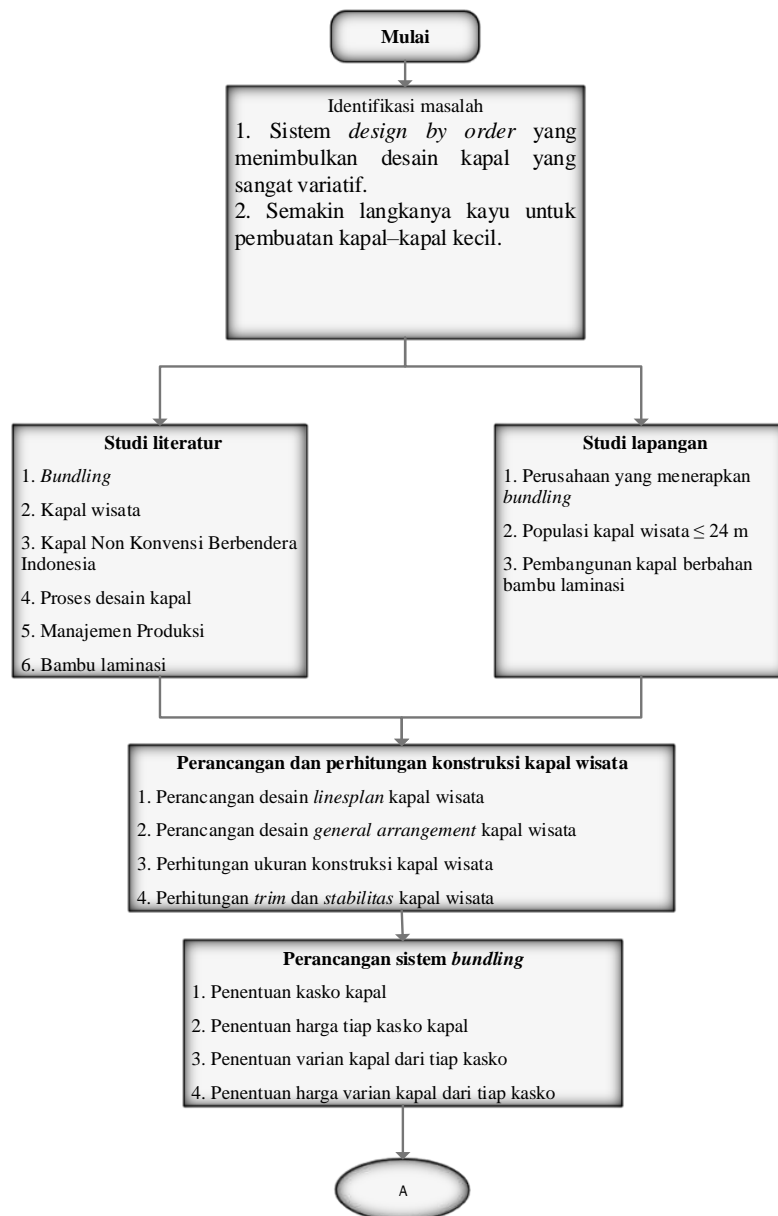 Mulai
Identifikasi masalah
1. Sistem design by order yang
menimbulkan desain kapal yang
sangat variatif.
2. Semakin langkanya kayu untuk
pembuatan kapal–kapal kecil.
Studi literatur
1. Bundling
2. Kapal wisata
3. Kapal Non Konvensi Berbendera
Indonesia
4. Proses desain kapal
5. Manajemen Produksi
6. Bambu laminasi
Studi lapangan
1. Perusahaan yang menerapkan
bundling
2. Populasi kapal wisata ≤ 24 m
3. Pembangunan kapal berbahan
bambu laminasi
Perancangan dan perhitungan konstruksi kapal wisata
1. Perancangan desain linesplan kapal wisata
2. Perancangan desain general arrangement kapal wisata
3. Perhitungan ukuran konstruksi kapal wisata
4. Perhitungan trim dan stabilitas kapal wisata
Perancangan sistem bundling
1. Penentuan kasko kapal
2. Penentuan harga tiap kasko kapal
3. Penentuan varian kapal dari tiap kasko
4. Penentuan harga varian kapal dari tiap kasko
A